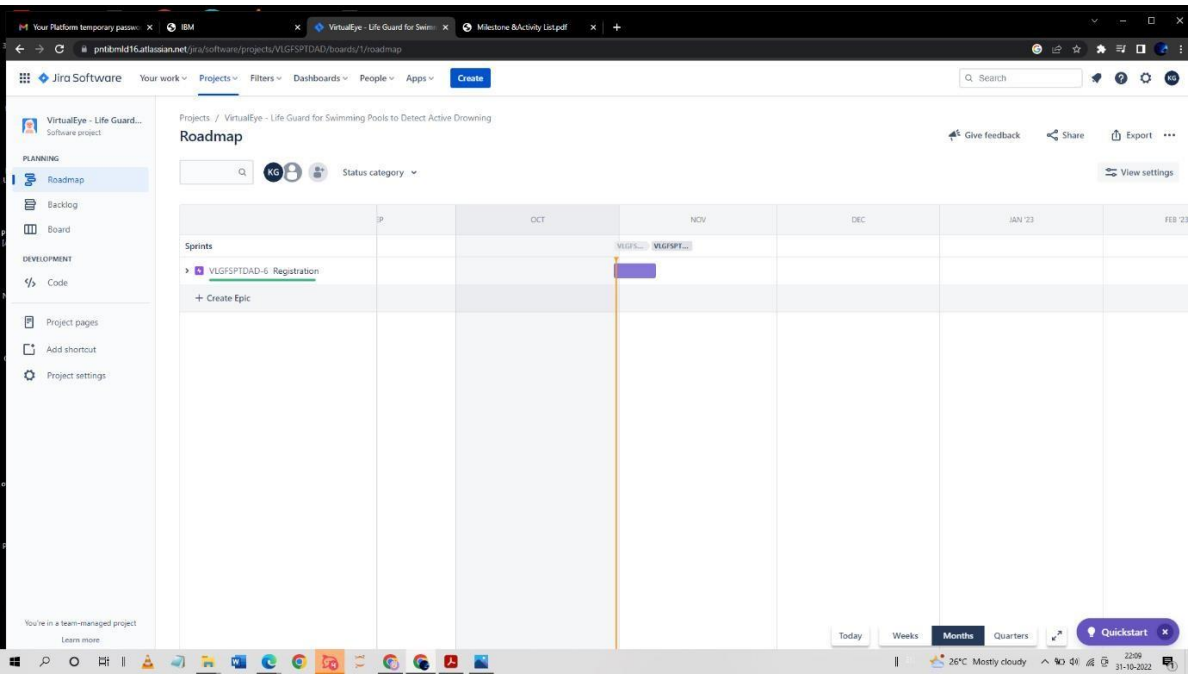 Your Platform temporary passwo
IBM
VirtualEye - Life Guard for Swimm
Milestone &Activity List.pdf
pntibmld16.atlassian.net/jira/software/projects/VLGFSPTDAD/boards/1/roadmap
Jira Software
Your work
Projects
Filters
Dashboards
People
Apps
Create
Search
KG
VirtualEye - Life Guard...
Software project
PLANNING
Roadmap
Backlog
Board
DEVELOPMENT
Code
Project pages
Add shortcut
Project settings
You're in a team-managed project
Learn more
Projects / VirtualEye - Life Guard for Swimming Pools to Detect Active Drowning
Roadmap
Give feedback
Share
Export
KG
Status category
View settings
EP OCT NOV DEC JAN '23 FEB '23
Sprints
VLGFS... VLGFSPT...
VLGFSPTDAD-6 Registration
+ Create Epic
Today
Weeks
Months
Quarters
Quickstart
26°C Mostly cloudy
22:09
31-10-2022